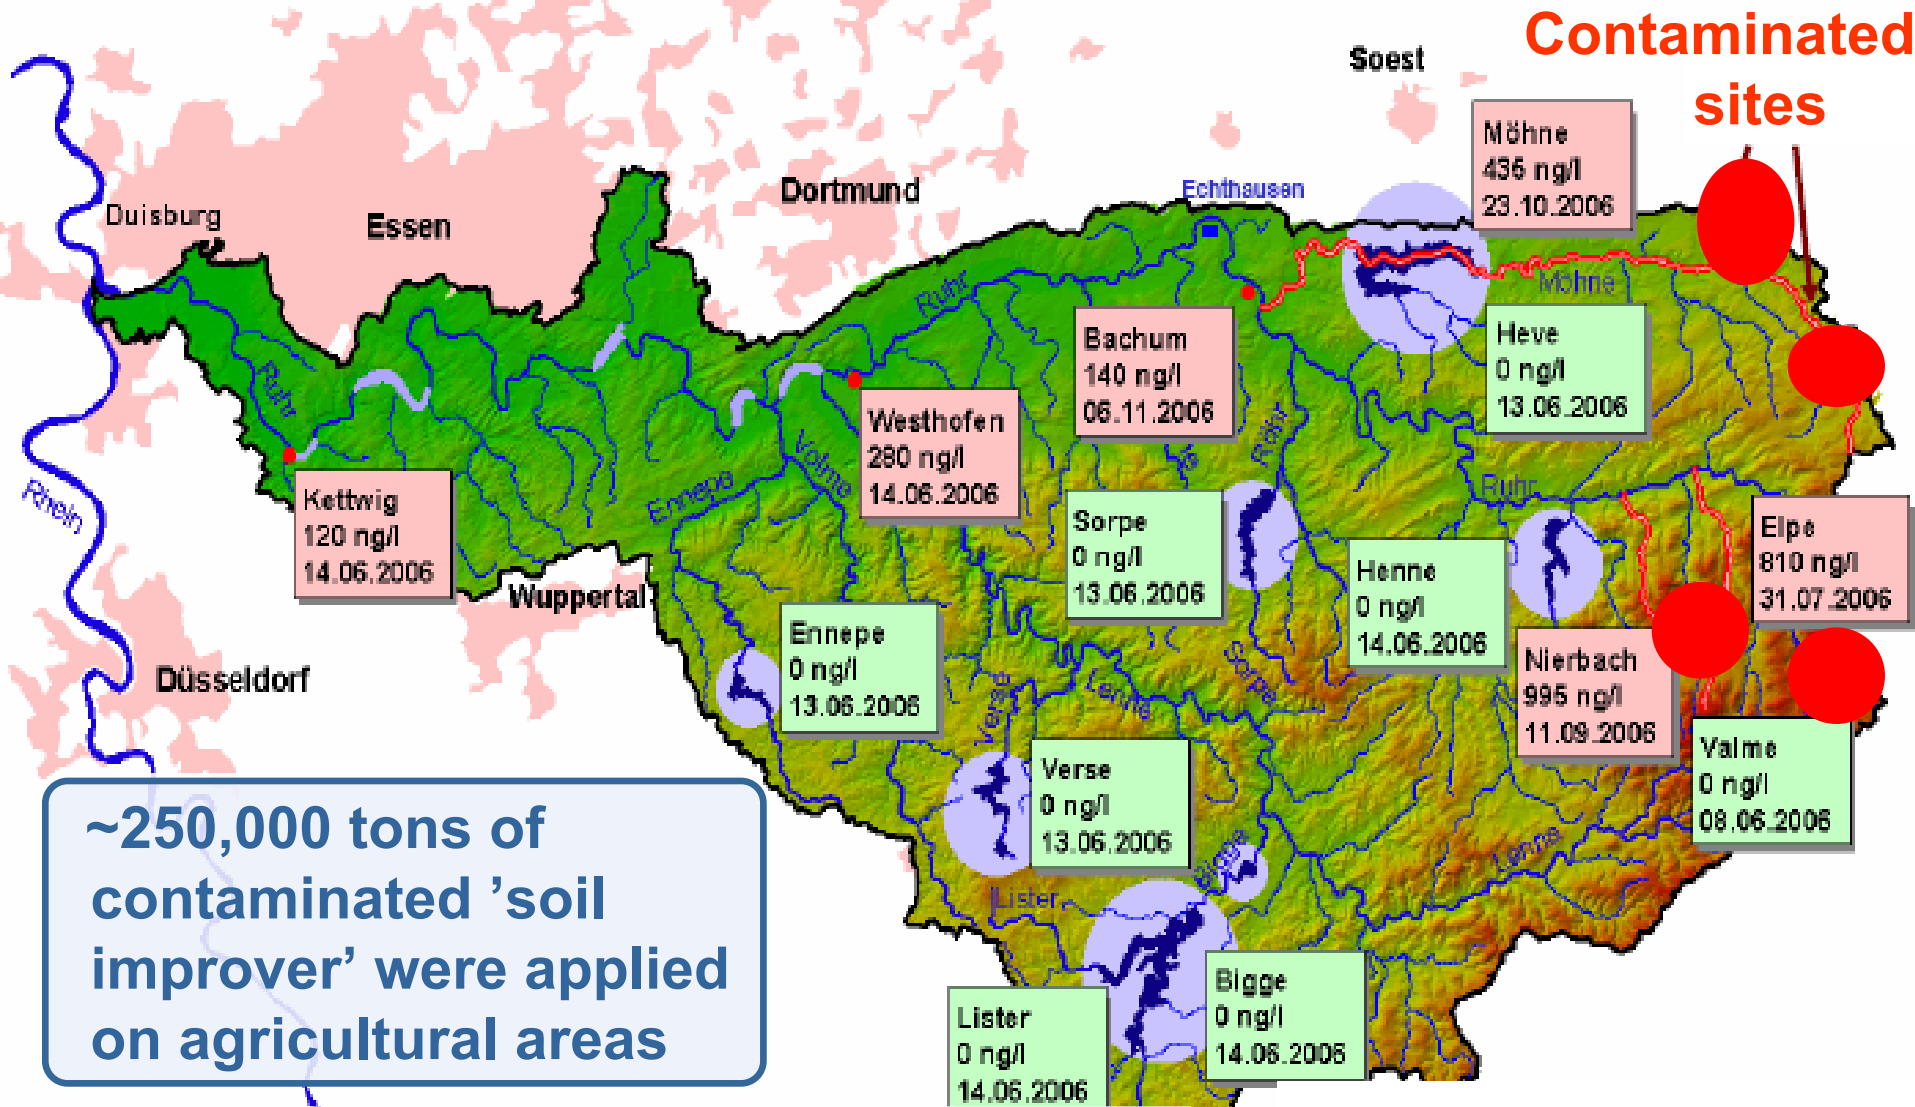 Contaminated
sites
Soest
Möhne
435 ng/l
23.10.2006
Dortmund
Echthausen
Duisburg
Essen
Ruhr
Möhne
Bachum
140 ng/l
06.11.2006
Heve
0 ng/l
13.06.2006
Ruhr
Westhofen
280 ng/l
14.06.2006
Volme
Röhr
Ennepe
Rhein
Kettwig
120 ng/l
14.06.2006
Ruhr
Sorpe
0 ng/l
13.06.2006
Elpe
810 ng/l
31.07.2006
Henne
0 ng/l
14.06.2006
Wuppertal
Ennepe
0 ng/l
13.06.2006
Nierbach
995 ng/l
11.09.2006
Düsseldorf
Sorpe
Lenne
Verse
Valme
0 ng/l
08.06.2006
Verse
0 ng/l
13.06.2006
~250,000 tons of
contaminated ’soil
improver’ were applied
on agricultural areas
Bigge
Lenne
Lister
Bigge
0 ng/l
14.06.2006
Lister
0 ng/l
14.06.2006